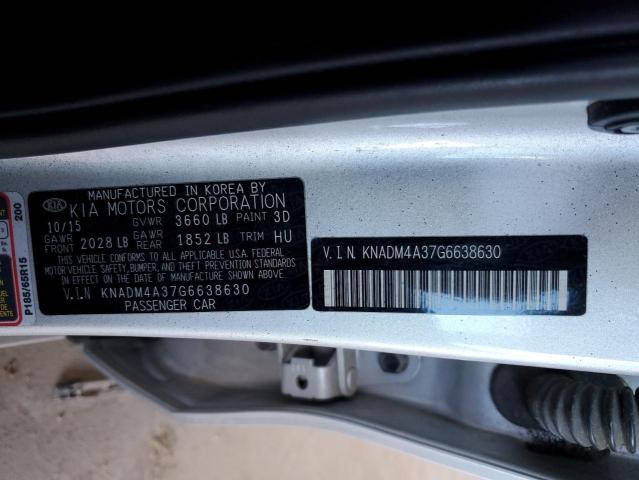 MANUFACTURED IN KOREA BY
KIA KIA MOTORS CORPORATION
10/15 GVWR 3660 LB PAINT 3D
GAWR FRONT 2028 LB GAWR REAR 1852 LB TRIM HU
THIS VEHICLE CONFORMS TO ALL APPLICABLE U.S.A. FEDERAL
MOTOR VEHICLE SAFETY, BUMPER, AND THEFT PREVENTION
STANDARDS IN EFFECT ON THE DATE OF MANUFACTURE SHOWN ABOVE.
V.I.N KNADM4A37G6638630
PASSENGER CAR
V.I.N. KNADM4A37G6638630
P185/65R15
200